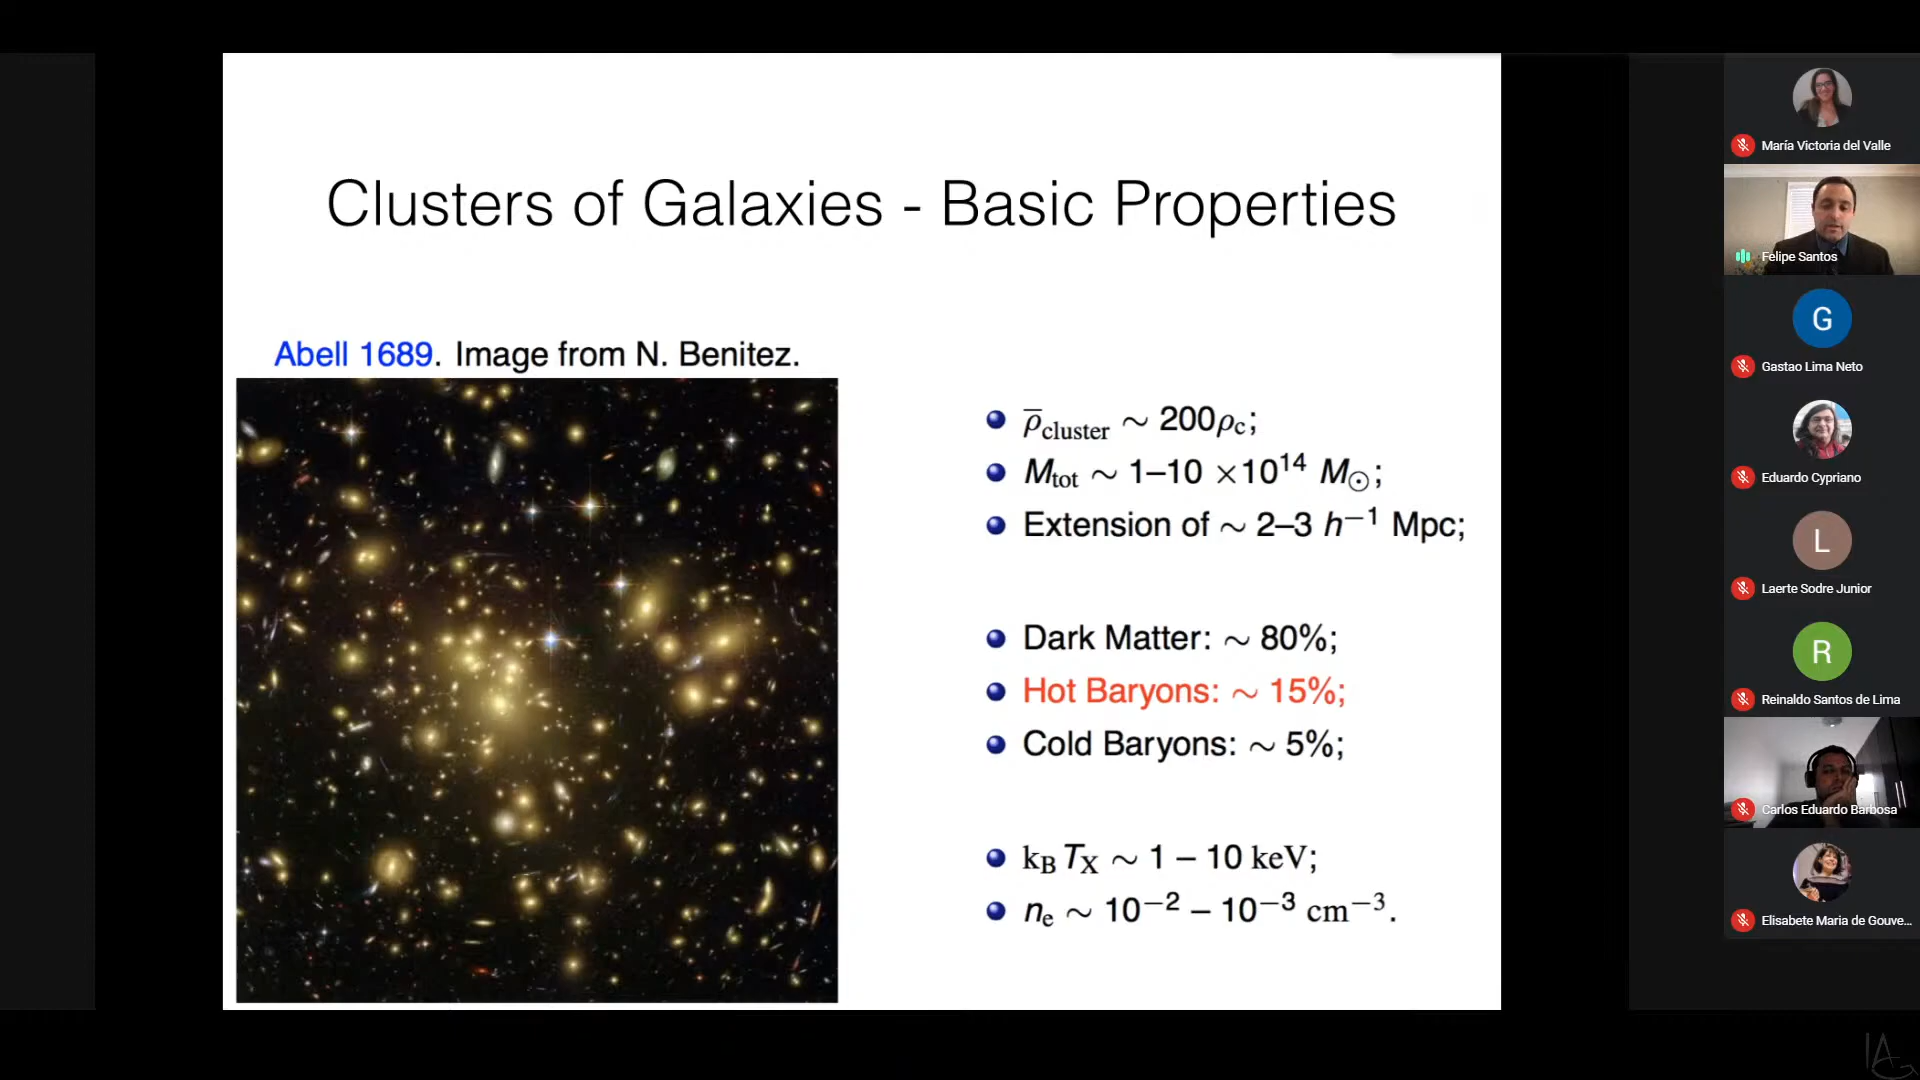 Clusters of Galaxies - Basic Properties
Abell 1689. Image from N. Benitez.
ρ̅cluster ∼ 200ρc;
Mtot ∼ 1–10 ×10¹⁴ M⊙;
Extension of ∼ 2–3 h⁻¹ Mpc;
Dark Matter: ∼ 80%;
Hot Baryons: ∼ 15%;
Cold Baryons: ∼ 5%;
kB TX ∼ 1 – 10 keV;
ne ∼ 10⁻² – 10⁻³ cm⁻³.
María Victoria del Valle
Felipe Santos
G
Gastao Lima Neto
Eduardo Cypriano
L
Laerte Sodre Junior
R
Reinaldo Santos de Lima
Carlos Eduardo Barbosa
Elisabete Maria de Gouve...
IAG